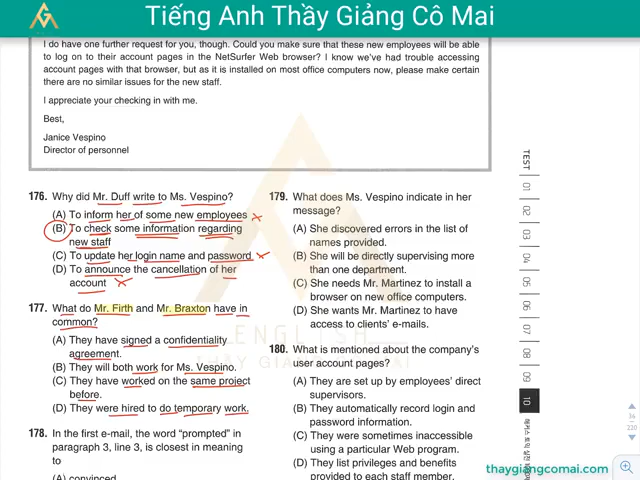 Tiếng Anh Thầy Giảng Cô Mai
I do have one further request for you, though. Could you make sure that these new employees will be able
to log on to their account pages in the NetSurfer Web browser? I know we've had trouble accessing
account pages with that browser, but as it is installed on most office computers now, please make certain
there are no similar issues for the new staff.
I appreciate your checking in with me.
Best,
Janice Vespino
Director of personnel
176. Why did Mr. Duff write to Ms. Vespino?
(A) To inform her of some new employees
(B) To check some information regarding
new staff
(C) To update her login name and password
(D) To announce the cancellation of her
account
177. What do Mr. Firth and Mr. Braxton have in
common?
(A) They have signed a confidentiality
agreement.
(B) They will both work for Ms. Vespino.
(C) They have worked on the same project
before.
(D) They were hired to do temporary work.
178. In the first e-mail, the word "prompted" in
paragraph 3, line 3, is closest in meaning
to
(A) convinced
179. What does Ms. Vespino indicate in her
message?
(A) She discovered errors in the list of
names provided.
(B) She will be directly supervising more
than one department.
(C) She needs Mr. Martinez to install a
browser on new office computers.
(D) She wants Mr. Martinez to have
access to clients' e-mails.
180. What is mentioned about the company's
user account pages?
(A) They are set up by employees' direct
supervisors.
(B) They automatically record login and
password information.
(C) They were sometimes inaccessible
using a particular Web program.
(D) They list privileges and benefits
provided to each staff member.
TEST
01
02
03
04
05
06
07
08
09
10
ENGLISH
THẦY GIẢNG CÔ MAI
220
thaygiangcomai.com